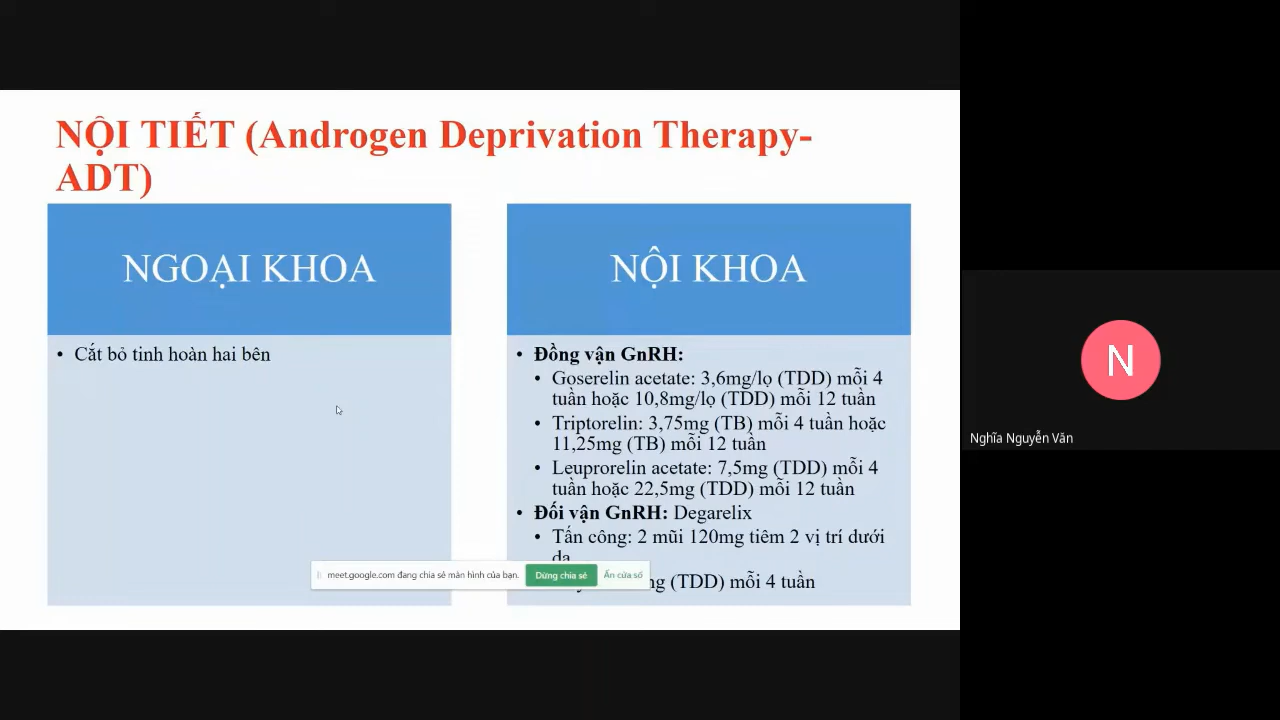 NỘI TIẾT (Androgen Deprivation Therapy-
ADT)
NGOẠI KHOA
• Cắt bỏ tinh hoàn hai bên
NỘI KHOA
• Đồng vận GnRH:
• Goserelin acetate: 3,6mg/lọ (TDD) mỗi 4
tuần hoặc 10,8mg/lọ (TDD) mỗi 12 tuần
• Triptorelin: 3,75mg (TB) mỗi 4 tuần hoặc
11,25mg (TB) mỗi 12 tuần
• Leuprorelin acetate: 7,5mg (TDD) mỗi 4
tuần hoặc 22,5mg (TDD) mỗi 12 tuần
• Đối vận GnRH: Degarelix
• Tấn công: 2 mũi 120mg tiêm 2 vị trí dưới
da
(TDD) mỗi 4 tuần
meet.google.com đang chia sẻ màn hình của bạn.
Dừng chia sẻ
Ẩn cửa sổ
N
Nghĩa Nguyễn Văn